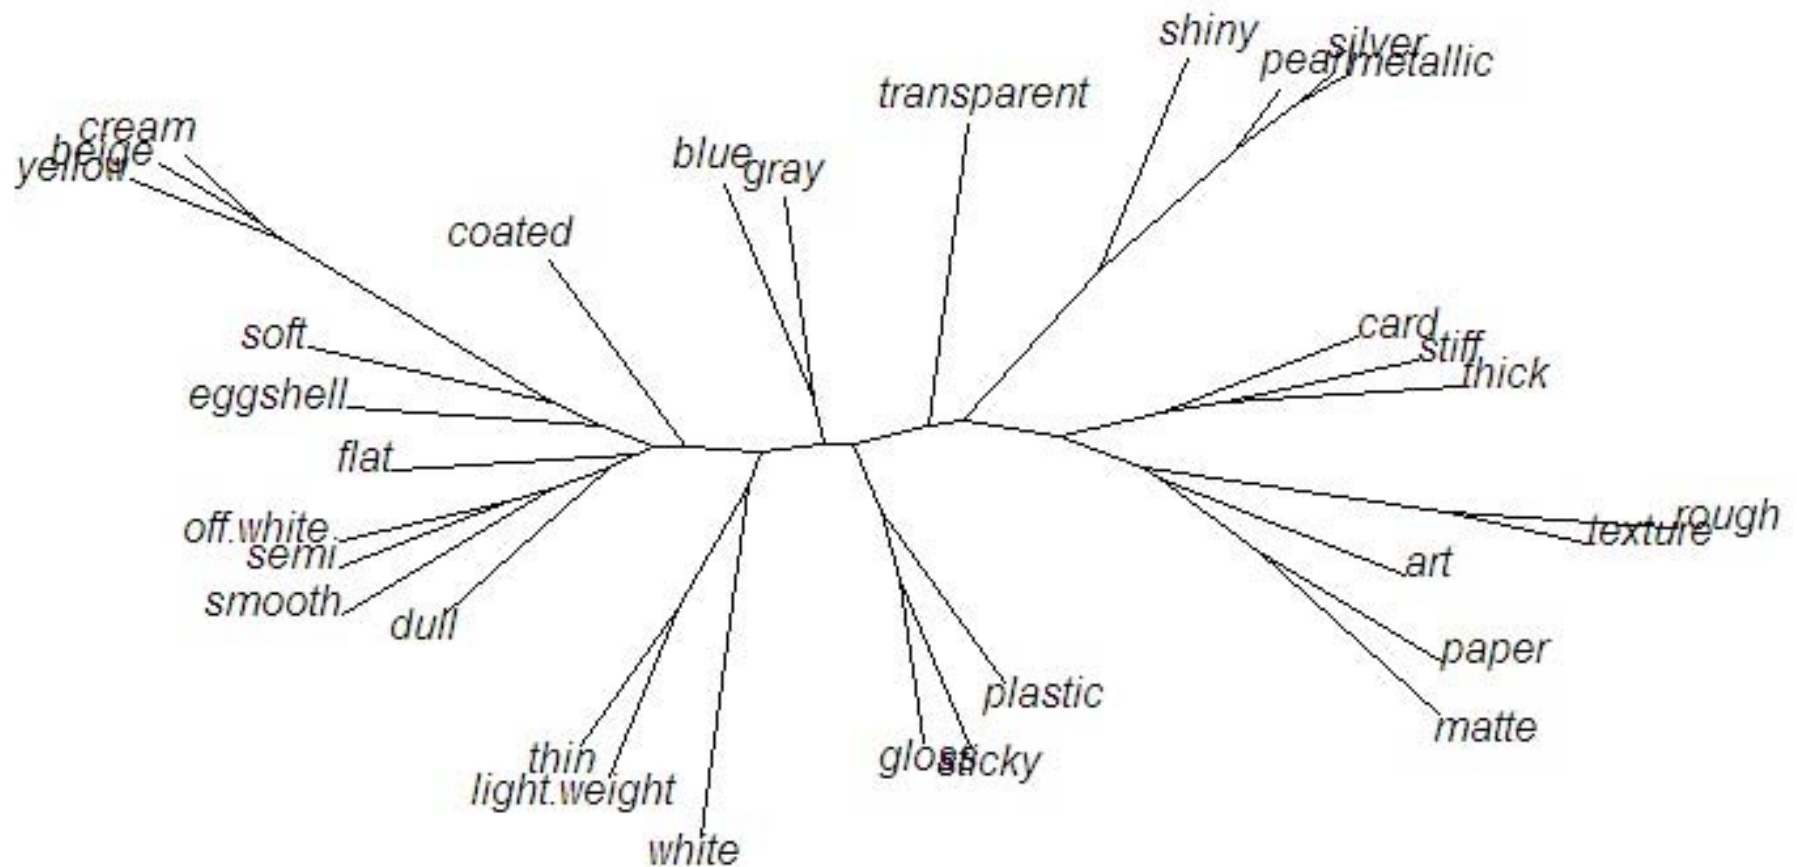 shiny
silver
pearl
metallic
transparent
cream
beige
yellow
blue
gray
coated
soft
card
stiff
thick
eggshell
flat
off.white
semi
smooth
dull
rough
texture
art
paper
matte
plastic
gloss
sticky
thin
light.weight
white